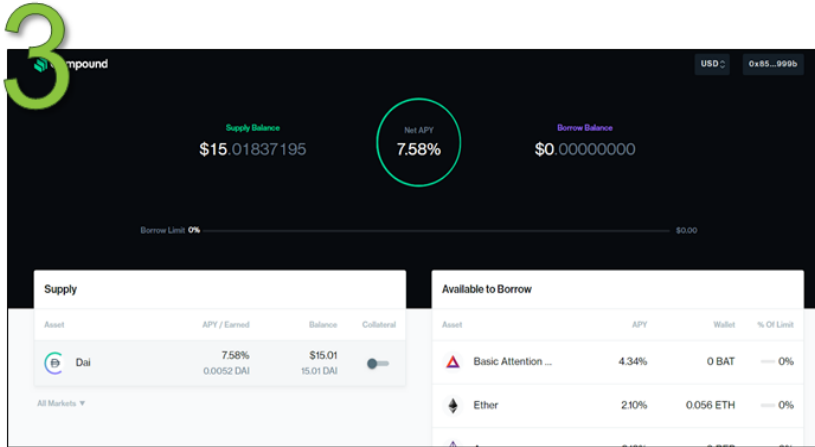 3
Compound
USD
0x85...999b
Supply Balance
$15.01837195
Net APY
7.58%
Borrow Balance
$0.00000000
Borrow Limit 0%
$0.00
Supply
Asset APY / Earned Balance Collateral
Dai 7.58% $15.01
0.0052 DAI 15.01 DAI
All Markets ▼
Available to Borrow
Asset APY Wallet % Of Limit
Basic Attention ... 4.34% 0 BAT 0%
Ether 2.10% 0.056 ETH 0%